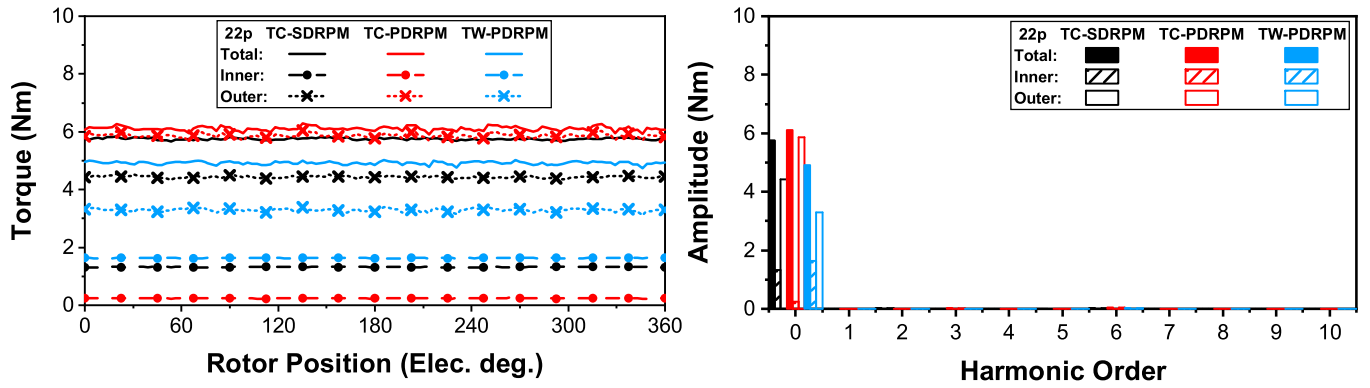 10
8
6
4
2
0
Torque (Nm)
22p TC-SDRPM TC-PDRPM TW-PDRPM
Total:
Inner:
Outer:
0 60 120 180 240 300 360
Rotor Position (Elec. deg.)
10
8
6
4
2
0
Amplitude (Nm)
22p TC-SDRPM TC-PDRPM TW-PDRPM
Total:
Inner:
Outer:
0 1 2 3 4 5 6 7 8 9 10
Harmonic Order